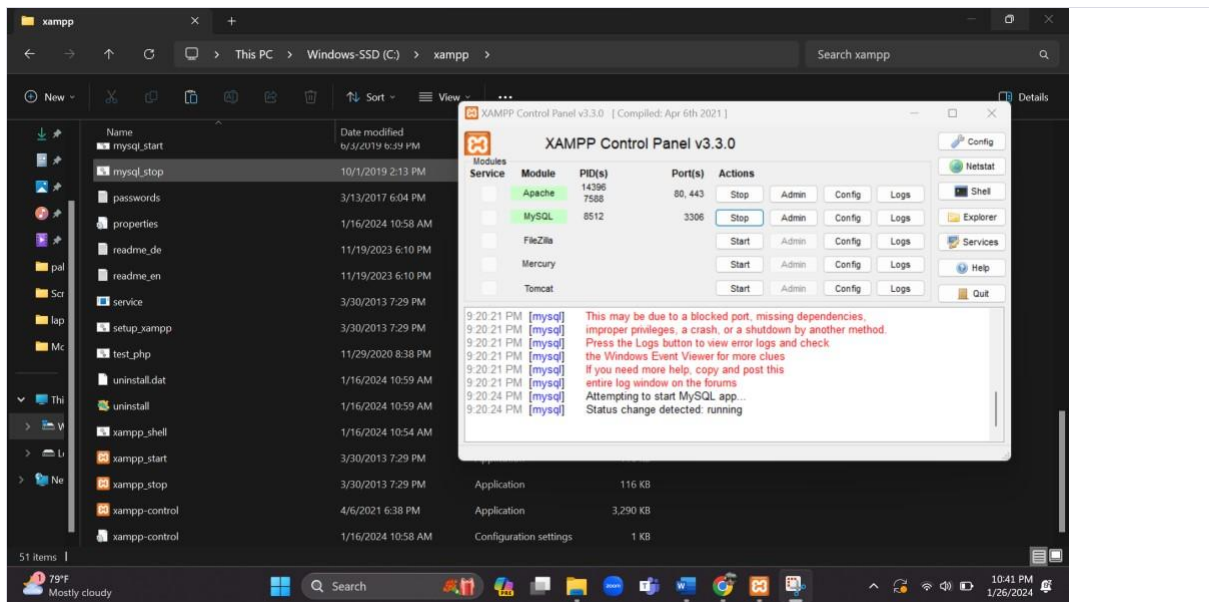 xampp
This PC > Windows-SSD (C:) > xampp >
Search xampp
New
Sort
View
...
Details
Name
Date modified
mysql_start
6/3/2019 6:39 PM
mysql_stop
10/1/2019 2:13 PM
passwords
3/13/2017 6:04 PM
properties
1/16/2024 10:58 AM
readme_de
11/19/2023 6:10 PM
readme_en
11/19/2023 6:10 PM
service
3/30/2013 7:29 PM
setup_xampp
3/30/2013 7:29 PM
test_php
11/29/2020 8:38 PM
uninstall.dat
1/16/2024 10:59 AM
uninstall
1/16/2024 10:59 AM
xampp_shell
1/16/2024 10:54 AM
xampp_start
3/30/2013 7:29 PM
xampp_stop
3/30/2013 7:29 PM
Application
116 KB
xampp-control
4/6/2021 6:38 PM
Application
3,290 KB
xampp-control
1/16/2024 10:58 AM
Configuration settings
1 KB
pal
Scr
lap
Mc
Thi
W
Ne
51 items
XAMPP Control Panel v3.3.0 [ Compiled: Apr 6th 2021 ]
XAMPP Control Panel v3.3.0
Modules
Service Module PID(s) Port(s) Actions
Apache 14396 7588 80, 443 Stop Admin Config Logs
MySQL 8512 3306 Stop Admin Config Logs
FileZilla Start Admin Config Logs
Mercury Start Admin Config Logs
Tomcat Start Admin Config Logs
Config
Netstat
Shell
Explorer
Services
Help
Quit
9:20:21 PM [mysql] This may be due to a blocked port, missing dependencies,
9:20:21 PM [mysql] improper privileges, a crash, or a shutdown by another method.
9:20:21 PM [mysql] Press the Logs button to view error logs and check
9:20:21 PM [mysql] the Windows Event Viewer for more clues
9:20:21 PM [mysql] If you need more help, copy and post this
9:20:21 PM [mysql] entire log window on the forums
9:20:24 PM [mysql] Attempting to start MySQL app...
9:20:24 PM [mysql] Status change detected: running
1
79°F
Mostly cloudy
Search
PRE
zoom
10:41 PM
1/26/2024